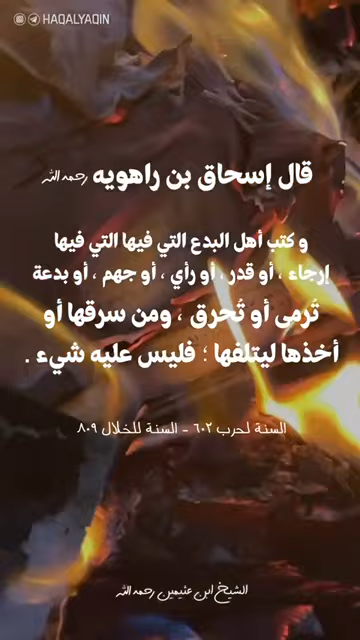 HAQALYAQIN
قال إسحاق بن راهويه رحمه الله
و كتب أهل البدع التي فيها التي فيها
إرجاء ، أو قدر ، أو رأي ، أو جهم ، أو بدعة
تُرمى أو تُحرق ، ومن سرقها أو
أخذها ليتلفها ؛ فليس عليه شيء .
السنة لحرب ٦٠٢ - السنة للخلال ٨٠٩
الشيخ ابن عثيمين رحمه الله